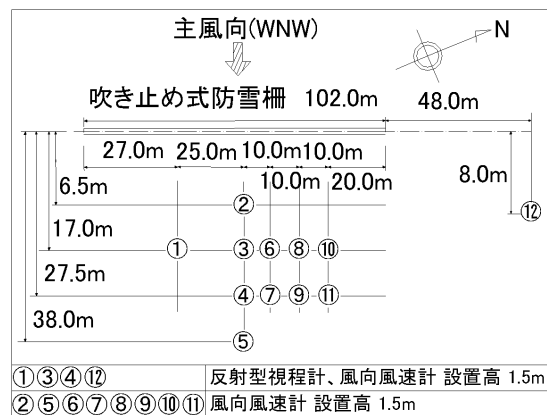 主風向(WNW)
N
吹き止め式防雪柵 102.0m
48.0m
27.0m
25.0m
10.0m
10.0m
10.0m
20.0m
8.0m
6.5m
②
⑫
17.0m
①
③
⑥
⑧
⑩
27.5m
④
⑦
⑨
⑪
38.0m
⑤
①③④⑫ 反射型視程計、風向風速計 設置高 1.5m
②⑤⑥⑦⑧⑨⑩⑪ 風向風速計 設置高 1.5m